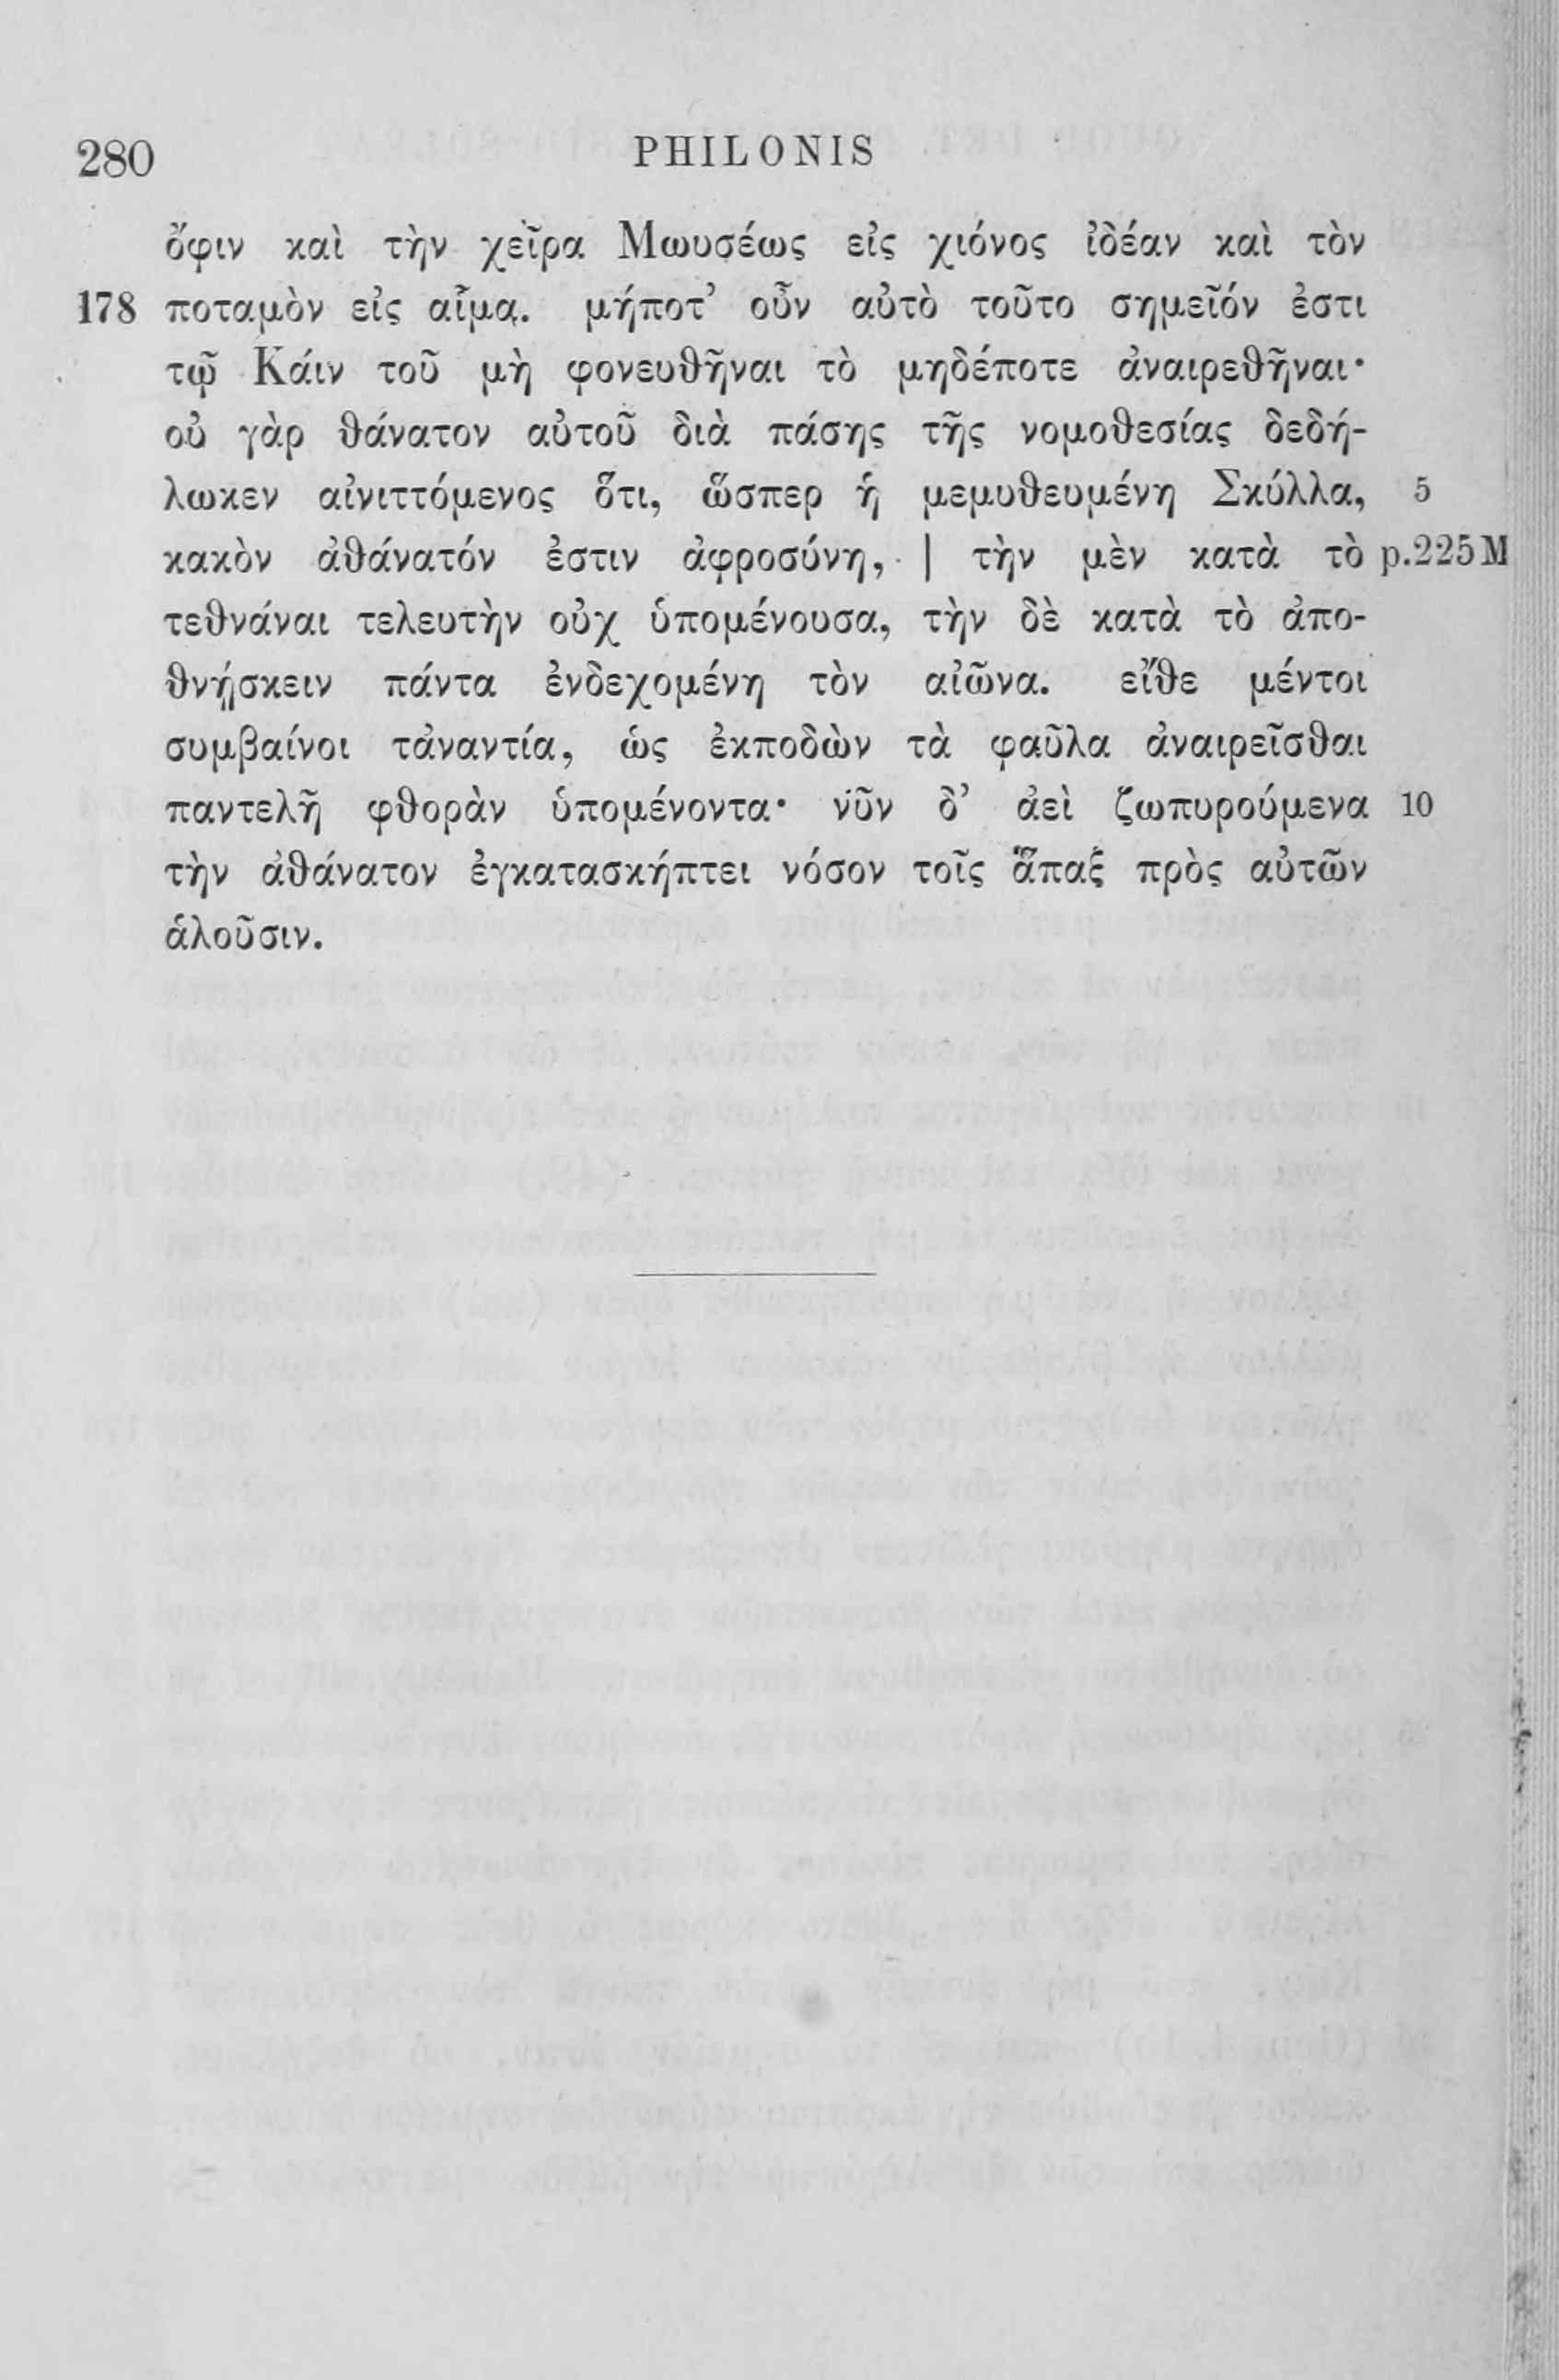 280 PHILONIS
ὄφιν καὶ τὴν χεῖρα Μωυσέως εἰς χιόνος ἰδέαν καὶ τὸν
178 ποταμὸν εἰς αἷμα. μήποτ’ οὖν αὐτὸ τοῦτο σημεῖόν ἐστι
τῷ Κάιν τοῦ μὴ φονευθῆναι τὸ μηδέποτε ἀναιρεθῆναι·
οὐ γὰρ θάνατον αὐτοῦ διὰ πάσης τῆς νομοθεσίας δεδή-
λωκεν αἰνιττόμενος ὅτι, ὥσπερ ἡ μεμυθευμένη Σκύλλα, 5
κακὸν ἀθάνατόν ἐστιν ἀφροσύνη, | τὴν μὲν κατὰ τὸ p.225M
τεθνάναι τελευτὴν οὐχ ὑπομένουσα, τὴν δὲ κατὰ τὸ ἀπο-
θνῄσκειν πάντα ἐνδεχομένη τὸν αἰῶνα. εἴθε μέντοι
συμβαίνοι τἀναντία, ὡς ἐκποδὼν τὰ φαῦλα ἀναιρεῖσθαι
παντελῆ φθορὰν ὑπομένοντα· νῦν δ’ ἀεὶ ζωπυρούμενα 10
τὴν ἀθάνατον ἐγκατασκήπτει νόσον τοῖς ἅπαξ πρὸς αὐτῶν
ἁλοῦσιν.